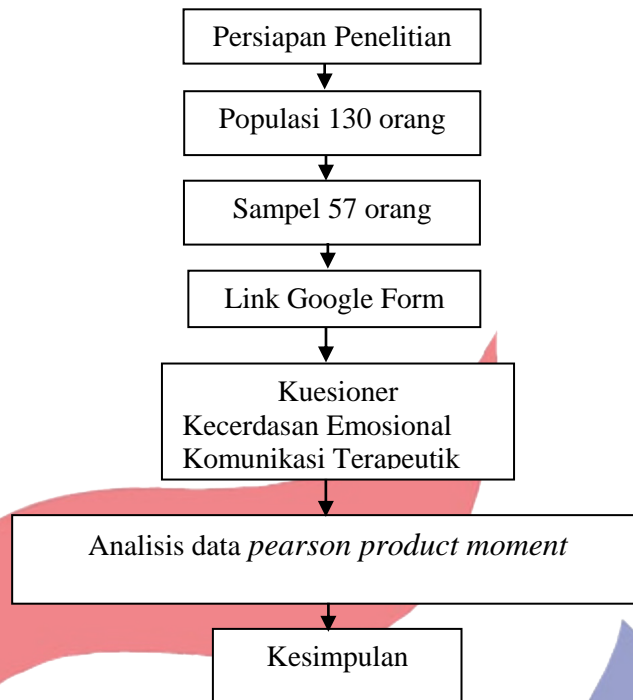 Persiapan Penelitian
Populasi 130 orang
Sampel 57 orang
Link Google Form
Kuesioner
Kecerdasan Emosional
Komunikasi Terapeutik
Analisis data pearson product moment
Kesimpulan